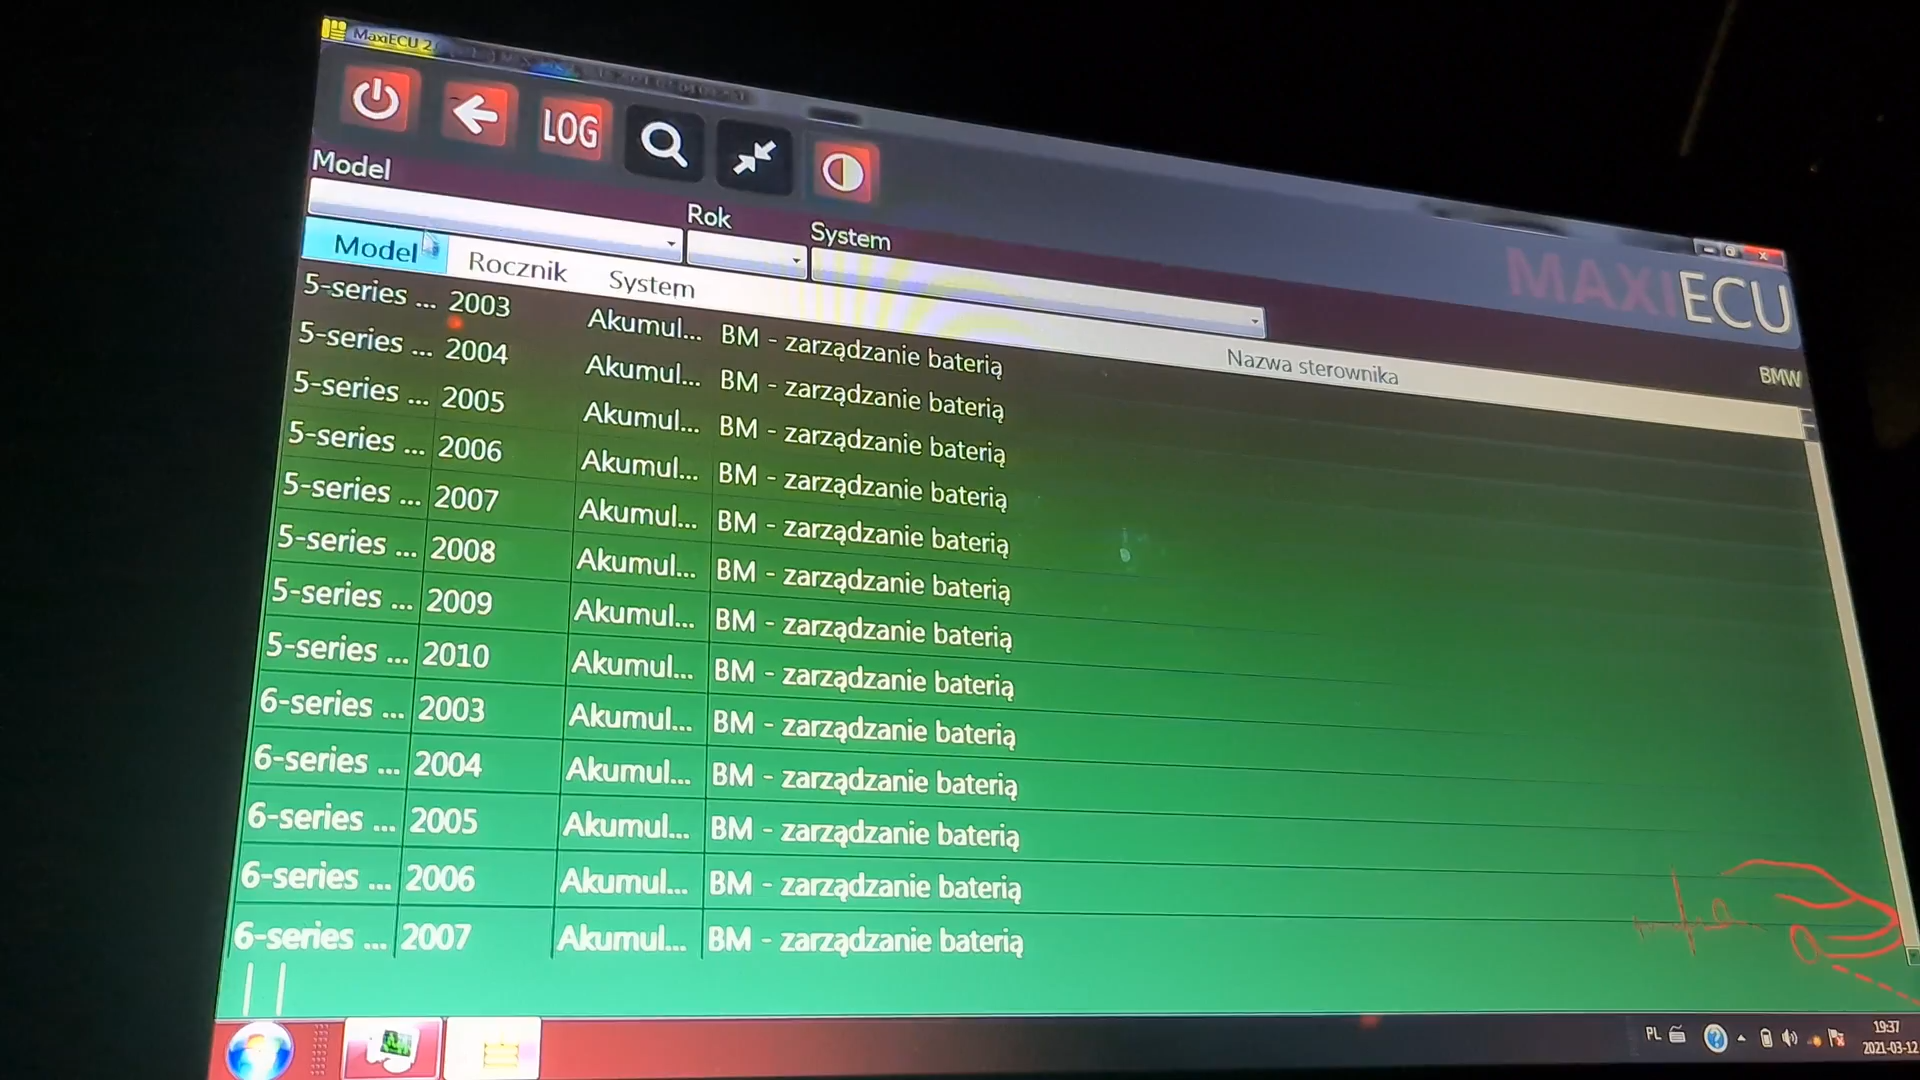 MaxiECU 2
LOG
Model
Rok
System
MAXIECU
Model Rocznik System
Nazwa sterownika
BMW
5-series ... 2003 Akumul... BM - zarządzanie baterią
5-series ... 2004 Akumul... BM - zarządzanie baterią
5-series ... 2005 Akumul... BM - zarządzanie baterią
5-series ... 2006 Akumul... BM - zarządzanie baterią
5-series ... 2007 Akumul... BM - zarządzanie baterią
5-series ... 2008 Akumul... BM - zarządzanie baterią
5-series ... 2009 Akumul... BM - zarządzanie baterią
5-series ... 2010 Akumul... BM - zarządzanie baterią
6-series ... 2003 Akumul... BM - zarządzanie baterią
6-series ... 2004 Akumul... BM - zarządzanie baterią
6-series ... 2005 Akumul... BM - zarządzanie baterią
6-series ... 2006 Akumul... BM - zarządzanie baterią
6-series ... 2007 Akumul... BM - zarządzanie baterią
PL
19:37
2021-03-12